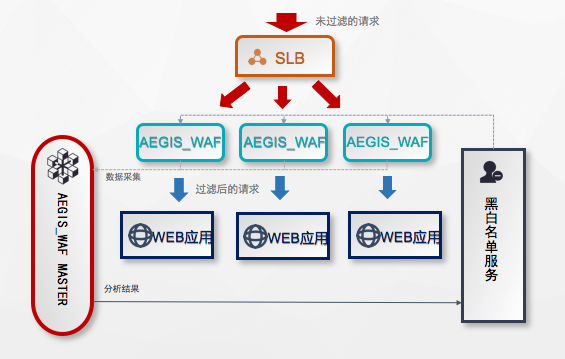 未过滤的请求
SLB
AEGIS_WAF
AEGIS_WAF
AEGIS_WAF
数据采集
过滤后的请求
WEB应用
WEB应用
WEB应用
AEGIS_WAF MASTER
黑白名单服务
分析结果